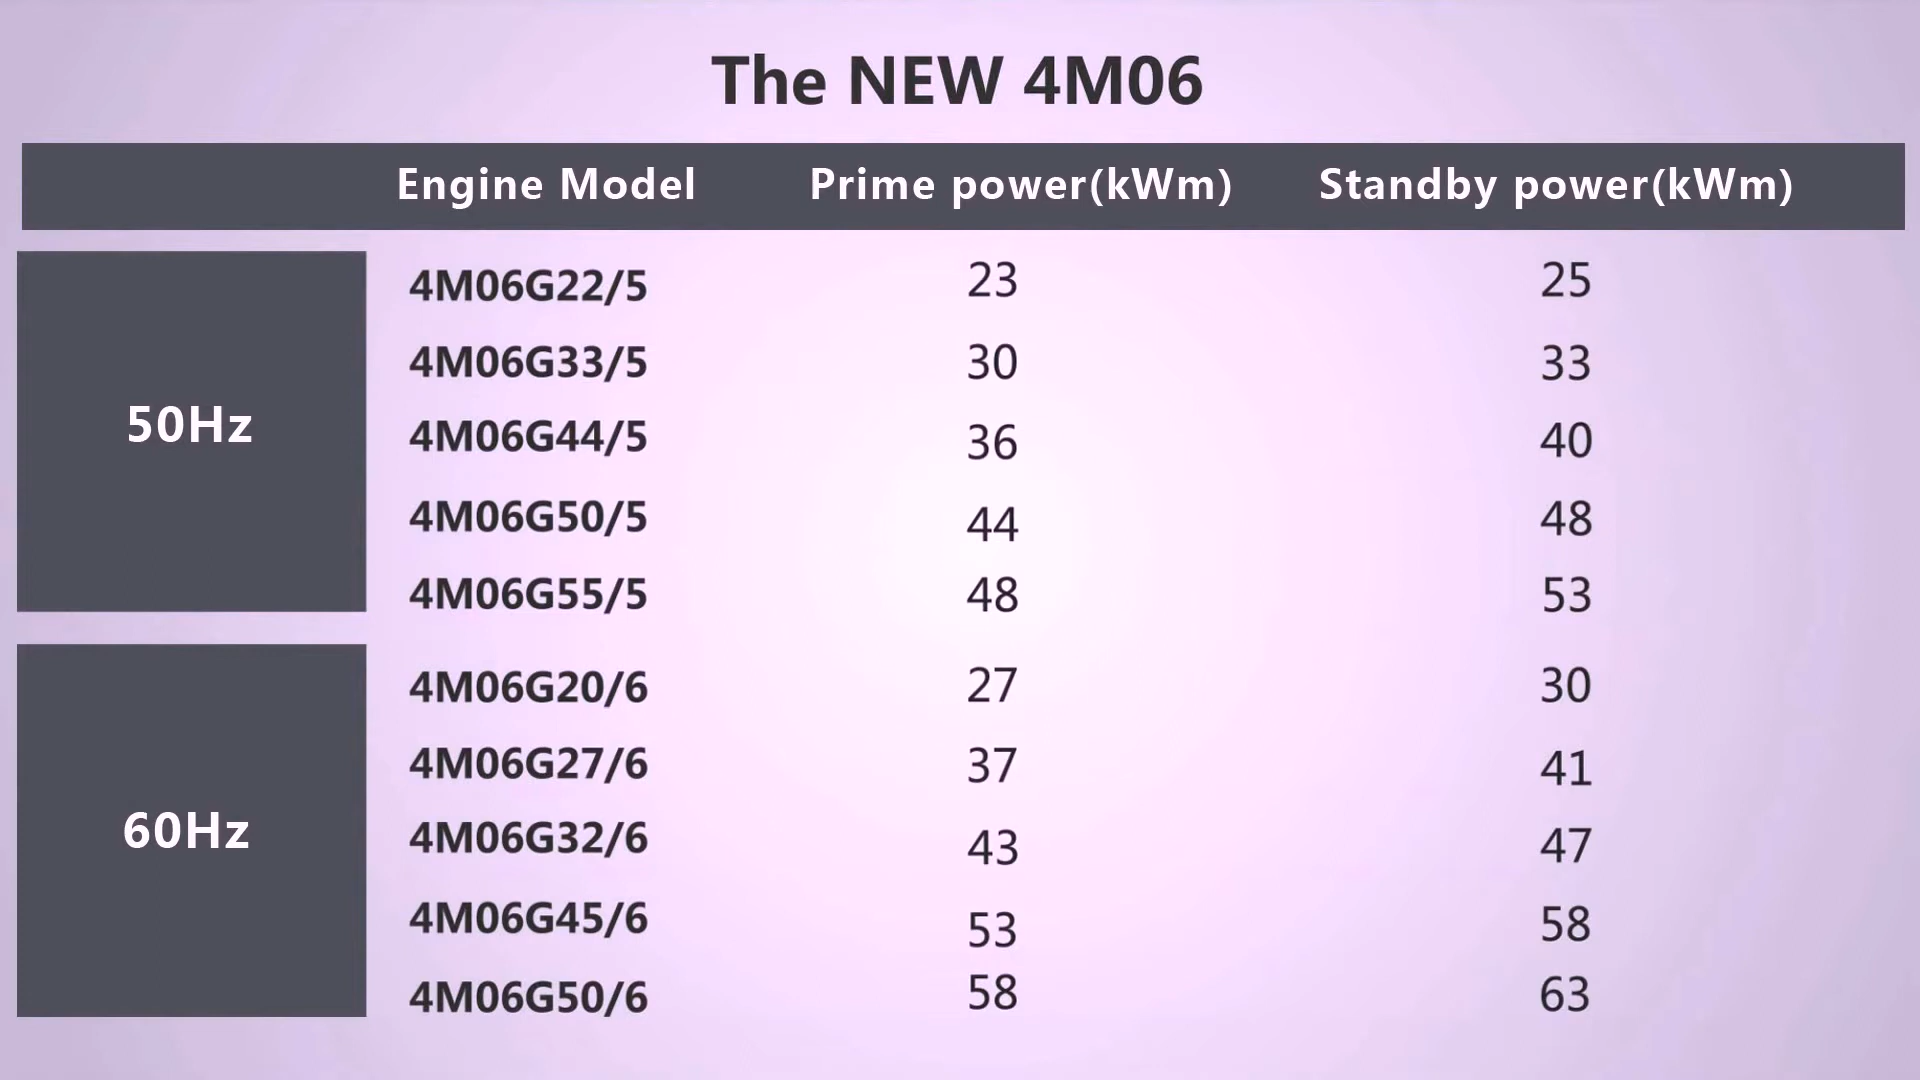 The NEW 4M06
Engine Model Prime power(kWm) Standby power(kWm)
50Hz
4M06G22/5 23 25
4M06G33/5 30 33
4M06G44/5 36 40
4M06G50/5 44 48
4M06G55/5 48 53
60Hz
4M06G20/6 27 30
4M06G27/6 37 41
4M06G32/6 43 47
4M06G45/6 53 58
4M06G50/6 58 63